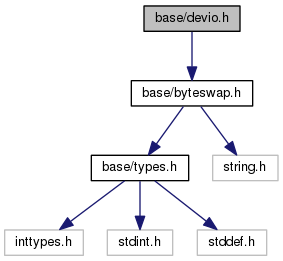 base/devio.h
base/byteswap.h
base/types.h
string.h
inttypes.h
stdint.h
stddef.h